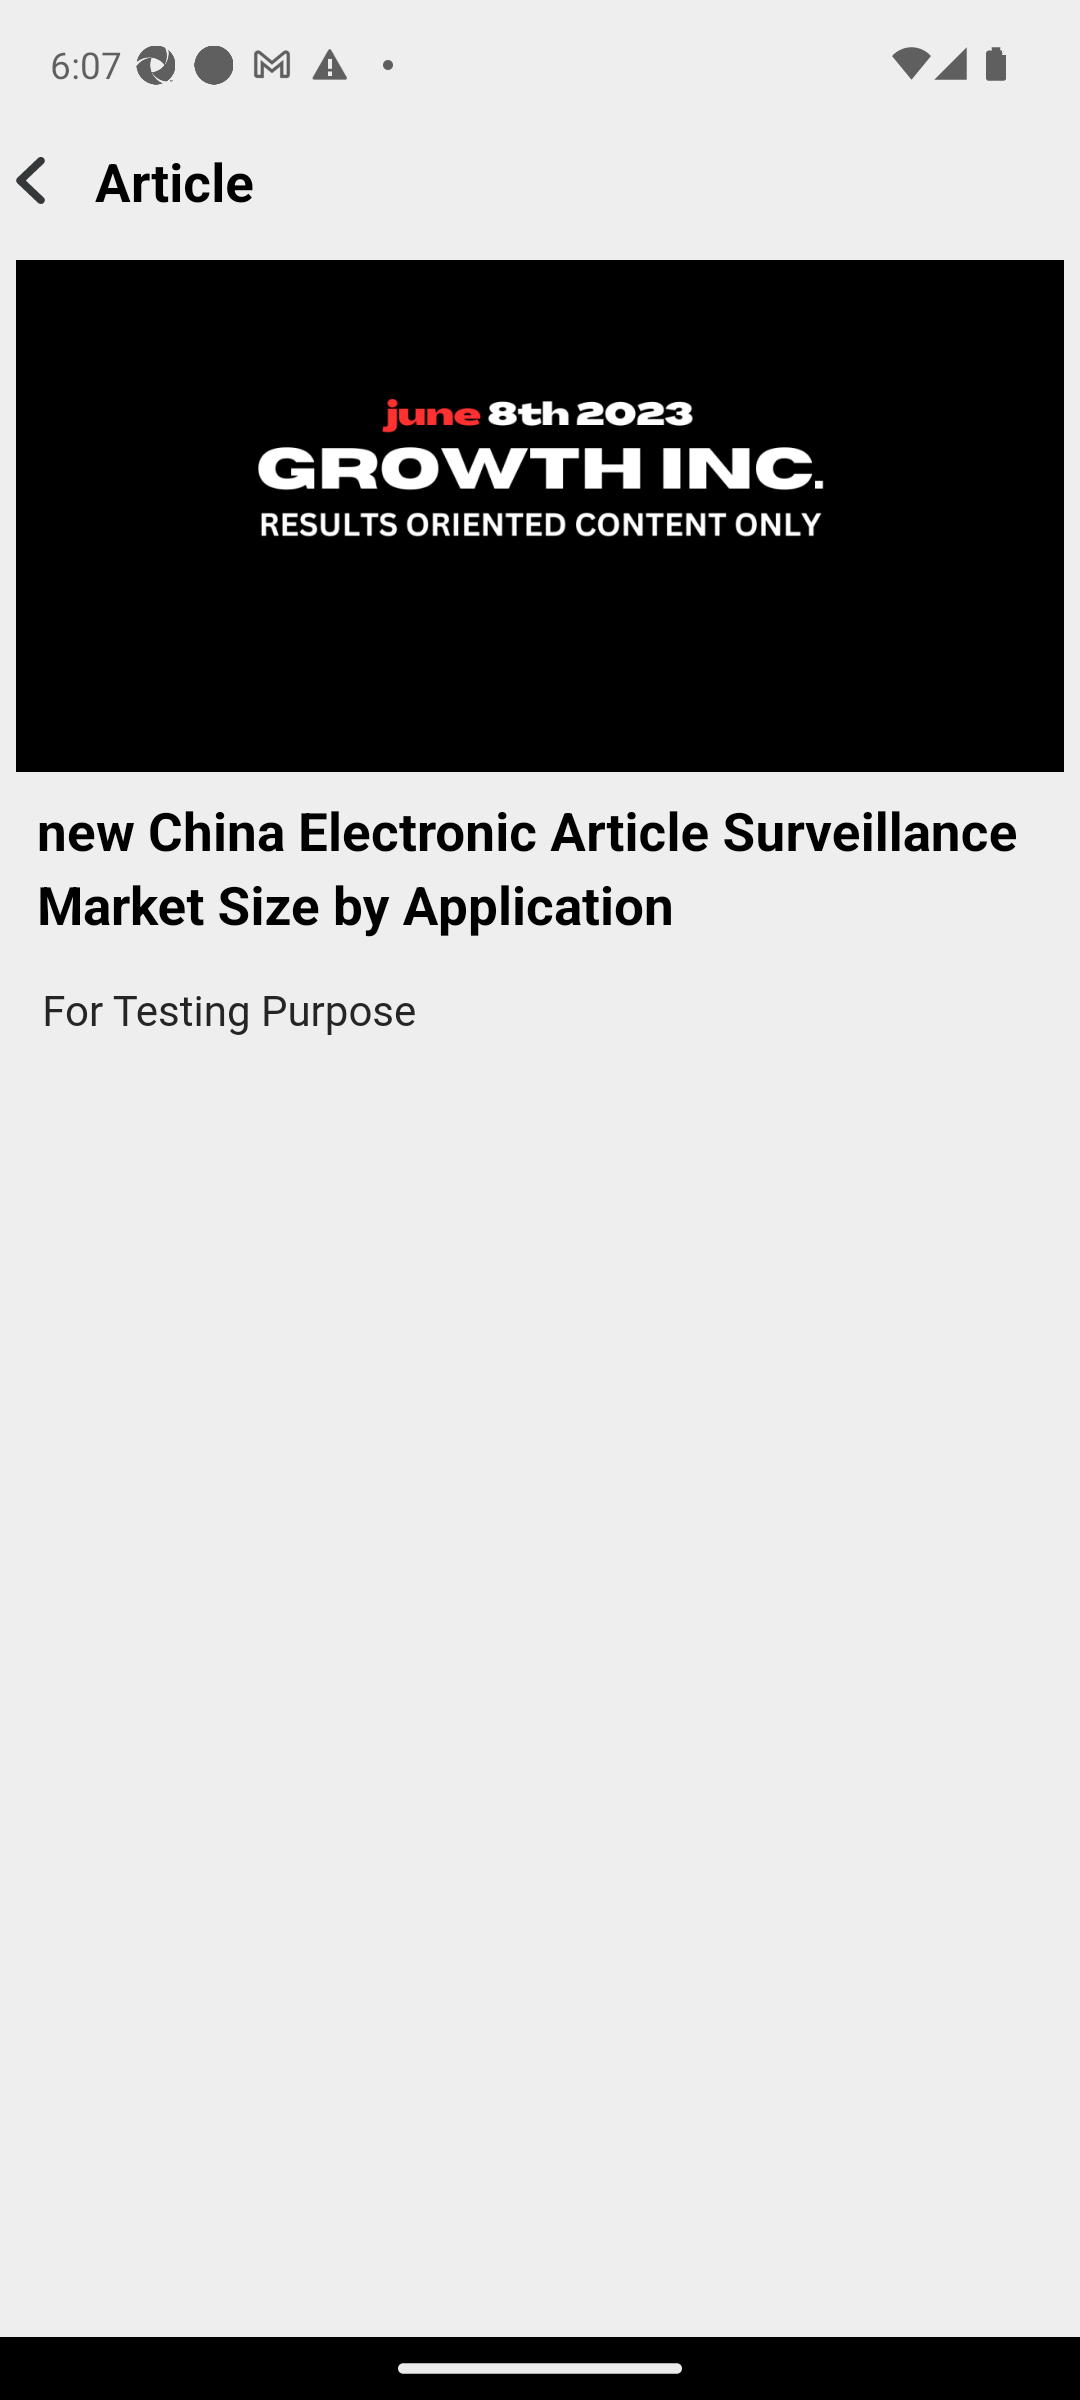 6:07
Article
june 8th 2023
GROWTH INC.
RESULTS ORIENTED CONTENT ONLY
new China Electronic Article Surveillance
Market Size by Application
For Testing Purpose